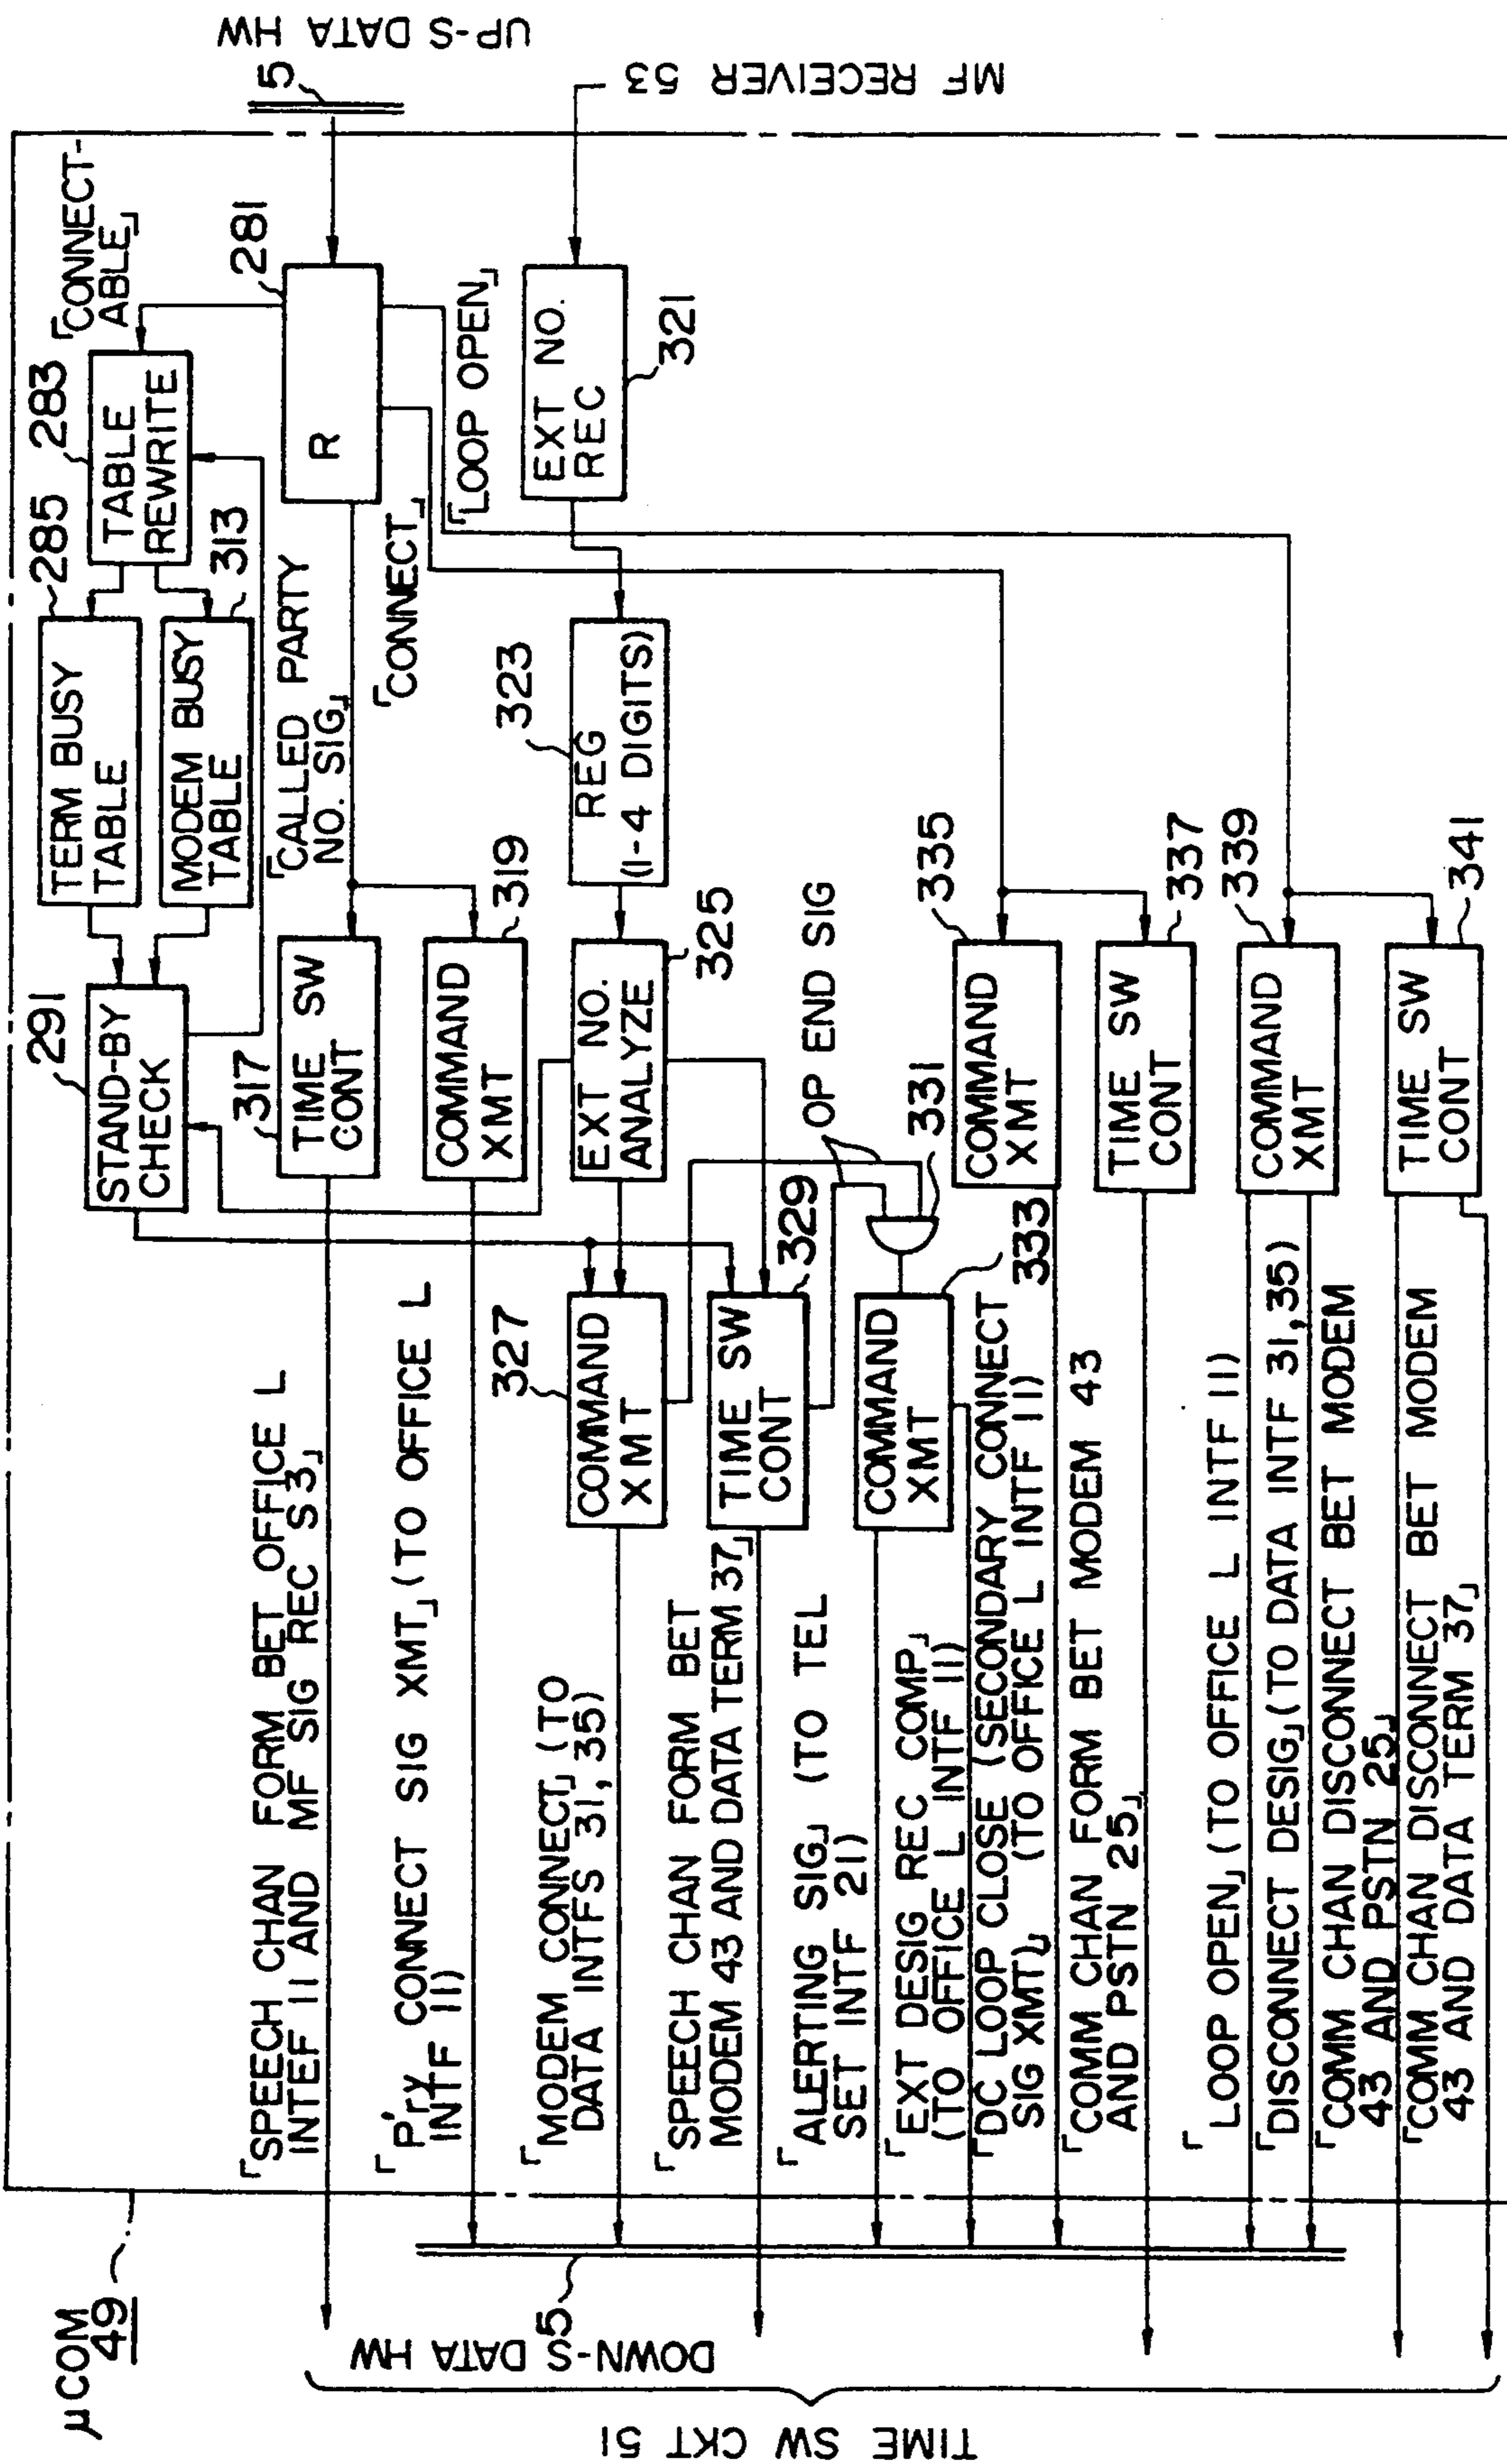 μCOM
49
UP-S DATA HW
5
MF RECEIVER 53
「CONNECT-
ABLE」
281
R
283
TABLE
REWRITE
285
TERM BUSY
TABLE
313
MODEM BUSY
TABLE
291
STAND-BY
CHECK
「CALLED PARTY
NO. SIG」
「CONNECT」
「LOOP OPEN」
EXT NO.
REC
321
323
REG
(1-4 DIGITS)
325
EXT NO.
ANALYZE
317
TIME SW
CONT
319
COMMAND
XMT
327
COMMAND
XMT
329
TIME SW
CONT
OP END SIG
331
333
COMMAND
XMT
335
COMMAND
XMT
337
TIME SW
CONT
339
COMMAND
XMT
341
TIME SW
CONT
「SPEECH CHAN FORM BET OFFICE L
INTEF 11 AND MF SIG REC S3」
「P'ry CONNECT SIG XMT」(TO OFFICE L
INTF 11)
「MODEM CONNECT」(TO
DATA INTFS 31, 35)
「SPEECH CHAN FORM BET
MODEM 43 AND DATA TERM 37」
「ALERTING SIG」 (TO TEL
SET INTF 21)
「EXT DESIG REC COMP」
(TO OFFICE L INTF 11)
「DC LOOP CLOSE (SECONDARY CONNECT
SIG XMT)」 (TO OFFICE L INTF 11)
「COMM CHAN FORM BET MODEM 43
AND PSTN 25」
「LOOP OPEN」(TO OFFICE L INTF 11)
「DISCONNECT DESIG」(TO DATA INTF 31,35)
「COMM CHAN DISCONNECT BET MODEM
43 AND PSTN 25」
「COMM CHAN DISCONNECT BET MODEM
43 AND DATA TERM 37」
5
DOWN-S DATA HW
TIME SW CKT 51